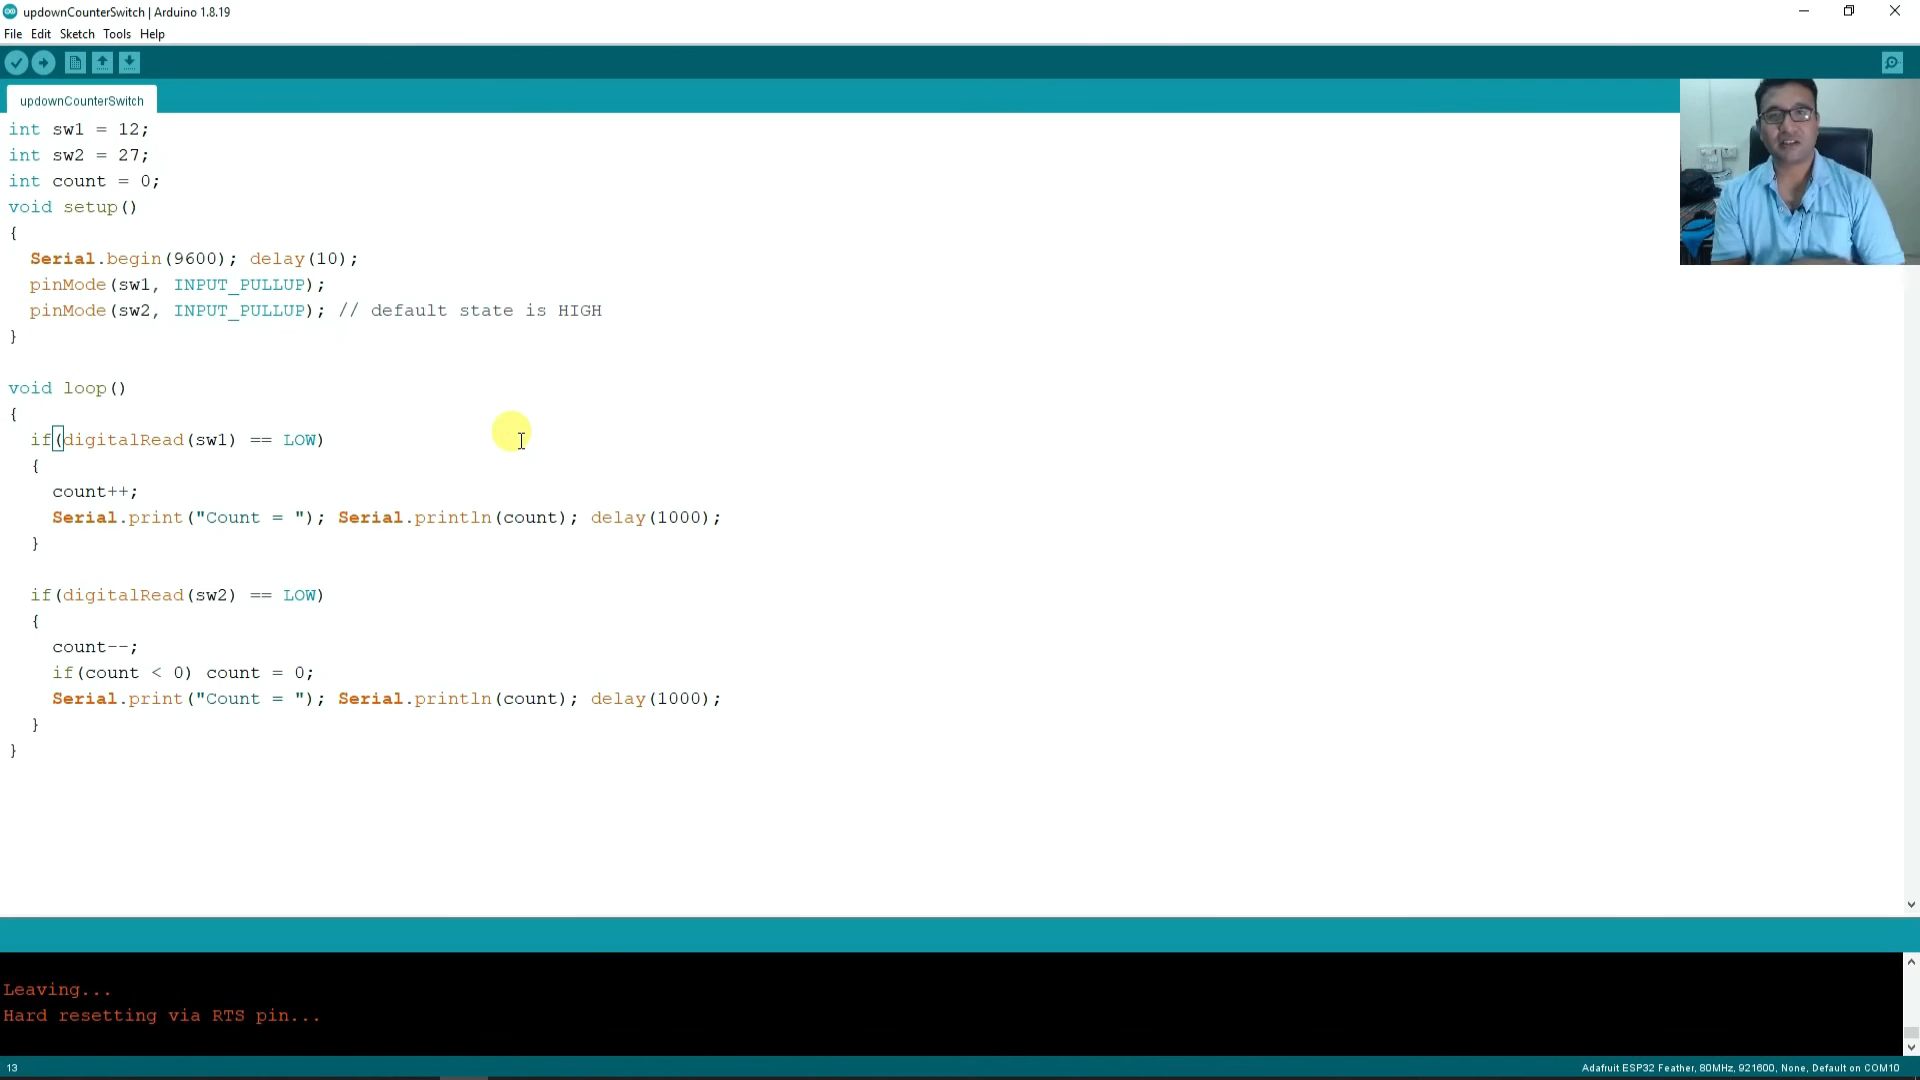 updownCounterSwitch | Arduino 1.8.19
File Edit Sketch Tools Help
updownCounterSwitch
int sw1 = 12;
int sw2 = 27;
int count = 0;
void setup()
{
  Serial.begin(9600); delay(10);
  pinMode(sw1, INPUT_PULLUP);
  pinMode(sw2, INPUT_PULLUP); // default state is HIGH
}
void loop()
{
  if(digitalRead(sw1) == LOW)
  {
    count++;
    Serial.print("Count = "); Serial.println(count); delay(1000);
  }
  if(digitalRead(sw2) == LOW)
  {
    count--;
    if(count < 0) count = 0;
    Serial.print("Count = "); Serial.println(count); delay(1000);
  }
}
Leaving...
Hard resetting via RTS pin...
13 Adafruit ESP32 Feather, 80MHz, 921600, None, Default on COM10